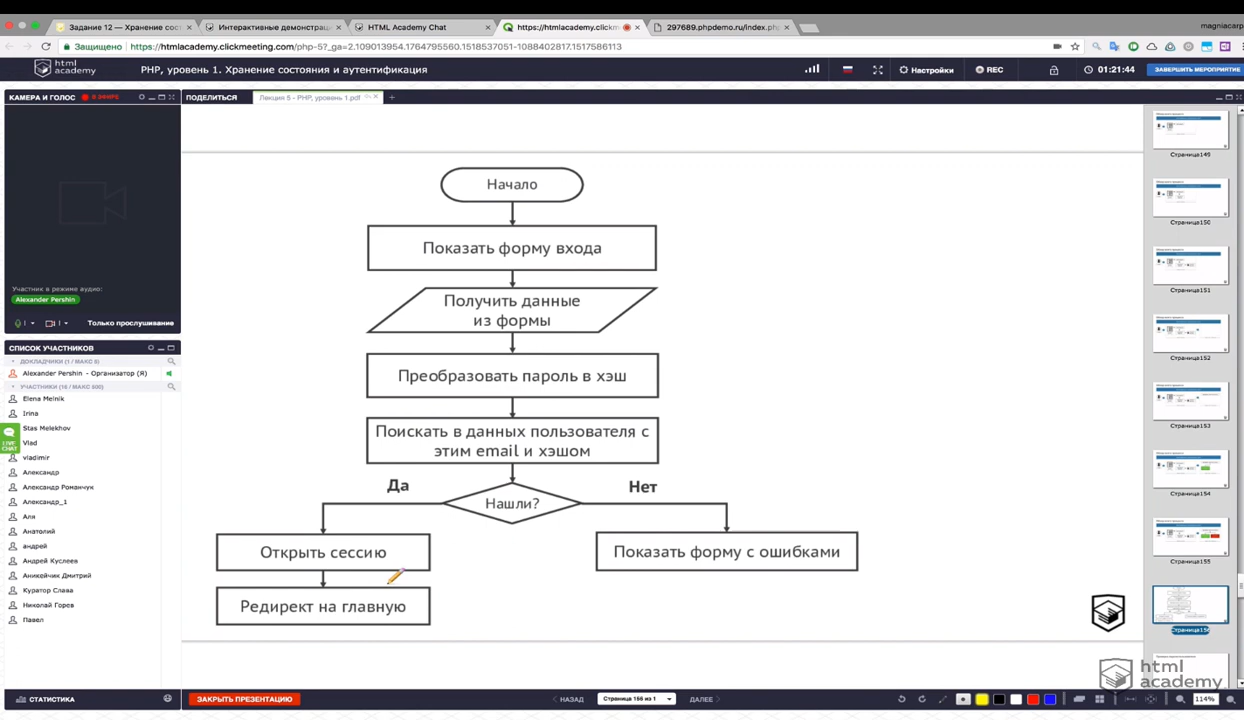 Задание 12 — Хранение сост
Интерактивные демонстрац
HTML Academy Chat
https://htmlacademy.clickm
297689.phpdemo.ru/index.ph
magniacarp
Защищено
https://htmlacademy.clickmeeting.com/php-5?_ga=2.109013954.1764795560.1518537051-1088402817.1517586113
html
academy
PHP, уровень 1. Хранение состояния и аутентификация
Настройки
REC
01:21:44
ЗАВЕРШИТЬ МЕРОПРИЯТИЕ
КАМЕРА И ГОЛОС
В ЭФИРЕ
ПОДЕЛИТЬСЯ
Лекция 5 - PHP, уровень 1.pdf
Участник в режиме аудио:
Alexander Pershin
Только прослушивание
СПИСОК УЧАСТНИКОВ
ДОКЛАДЧИКИ (1 / МАКС 5)
Alexander Pershin - Организатор (Я)
УЧАСТНИКИ (16 / МАКС 500)
Elena Melnik
Irina
Stas Melekhov
Vlad
vladimir
Александр
Александр Романчук
Александр_1
Аля
Анатолий
андрей
Андрей Куслеев
Аникейчик Дмитрий
Куратор Слава
Николай Горев
Павел
LIVE
CHAT
СТАТИСТИКА
Начало
Показать форму входа
Получить данные
из формы
Преобразовать пароль в хэш
Поискать в данных пользователя с
этим email и хэшом
Да
Нет
Нашли?
Открыть сессию
Показать форму с ошибками
Редирект на главную
Страница149
Страница150
Страница151
Страница152
Страница153
Страница154
Страница155
Страница156
html
academy
ЗАКРЫТЬ ПРЕЗЕНТАЦИЮ
НАЗАД
Страница 156 из 1
ДАЛЕЕ
114%